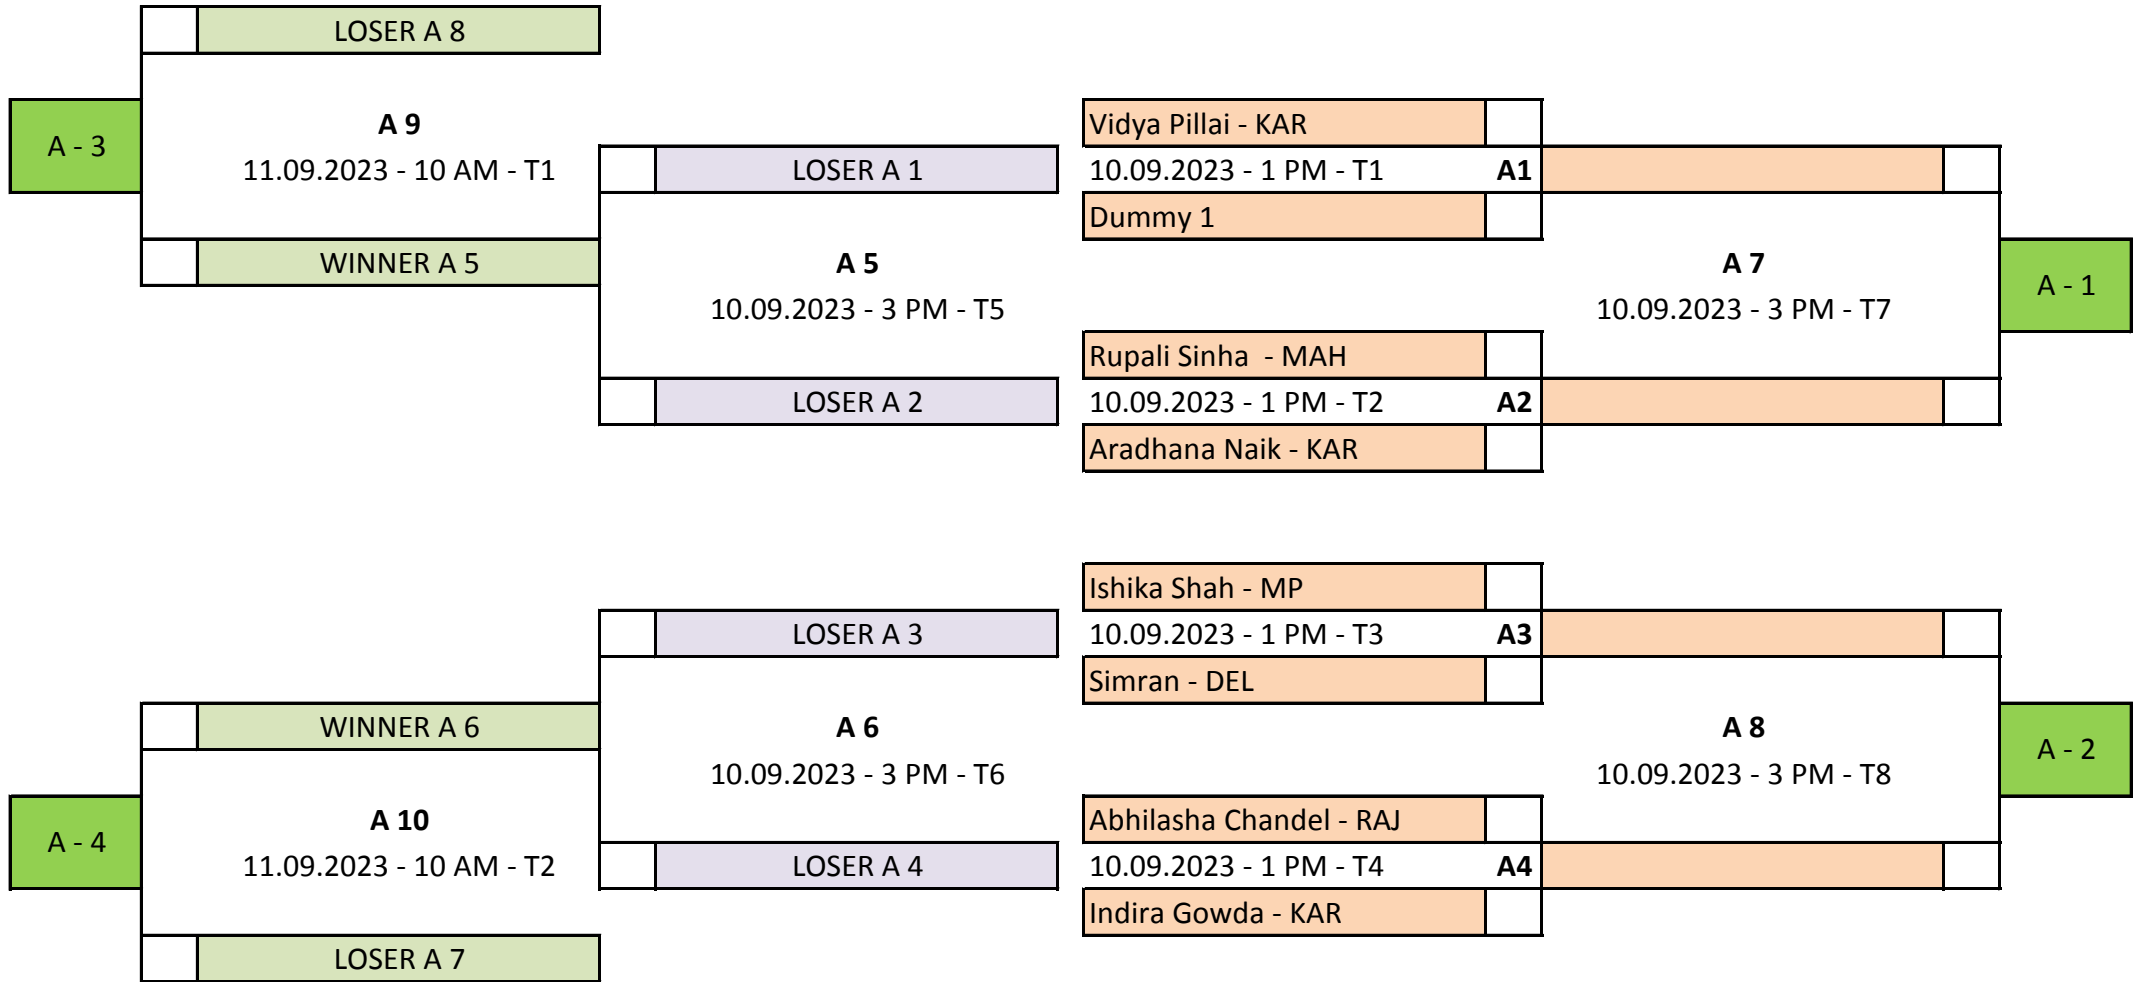 LOSER A 8
A 9
11.09.2023 - 10 AM - T1
A - 3
WINNER A 5
LOSER A 1
A 5
10.09.2023 - 3 PM - T5
LOSER A 2
Vidya Pillai - KAR
10.09.2023 - 1 PM - T1 A1
Dummy 1
A 7
10.09.2023 - 3 PM - T7
A - 1
Rupali Sinha  - MAH
10.09.2023 - 1 PM - T2 A2
Aradhana Naik - KAR
LOSER A 3
A 6
10.09.2023 - 3 PM - T6
LOSER A 4
WINNER A 6
A 10
11.09.2023 - 10 AM - T2
A - 4
LOSER A 7
Ishika Shah - MP
10.09.2023 - 1 PM - T3 A3
Simran - DEL
A 8
10.09.2023 - 3 PM - T8
A - 2
Abhilasha Chandel - RAJ
10.09.2023 - 1 PM - T4 A4
Indira Gowda - KAR